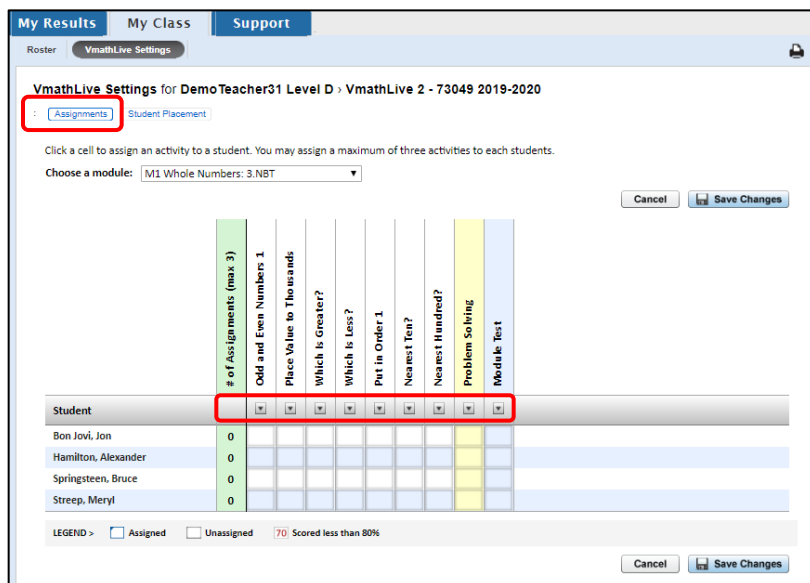 My Results My Class Support
Roster VmathLive Settings
VmathLive Settings for DemoTeacher31 Level D › VmathLive 2 - 73049 2019-2020
: Assignments Student Placement
Click a cell to assign an activity to a student. You may assign a maximum of three activities to each students.
Choose a module: M1 Whole Numbers: 3.NBT
Cancel Save Changes
# of Assignments (max 3)
Odd and Even Numbers 1
Place Value to Thousands
Which Is Greater?
Which Is Less?
Put in Order 1
Nearest Ten?
Nearest Hundred?
Problem Solving
Module Test
Student
Bon Jovi, Jon 0
Hamilton, Alexander 0
Springsteen, Bruce 0
Streep, Meryl 0
LEGEND > Assigned Unassigned 70 Scored less than 80%
Cancel Save Changes